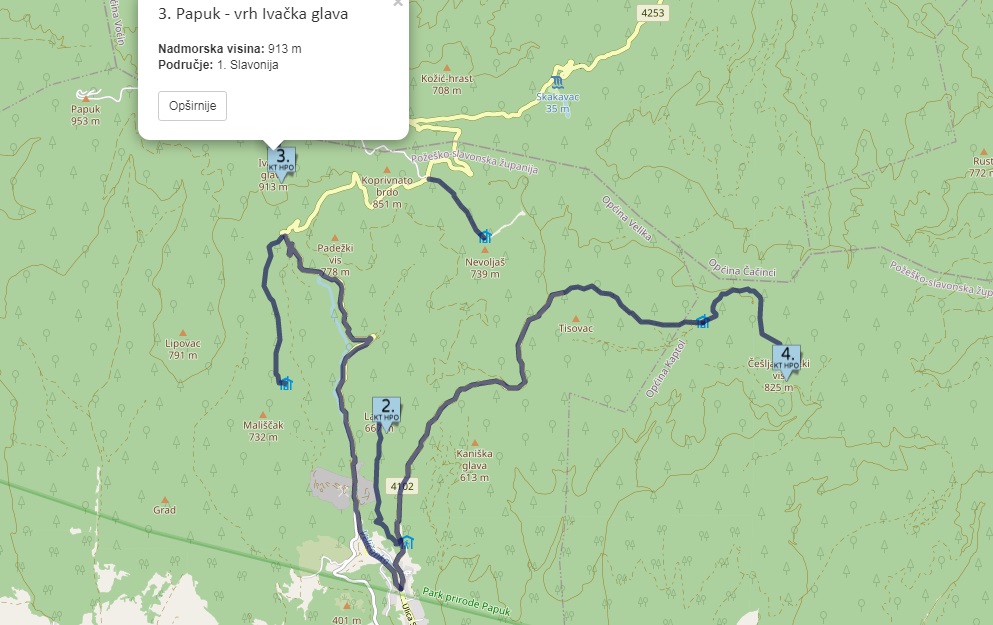 3. Papuk - vrh Ivačka glava
×
Nadmorska visina: 913 m
Područje: 1. Slavonija
Opširnije
4253
Kožić-hrast
708 m
Skakavac
35 m
Papuk
953 m
3.
KT HPO
913 m
Požeško-slavonska županija
Koprivnato
brdo
851 m
Rust
772 m
Općina Velika
Padežki
vis
778 m
Nevoljaš
739 m
Općina Čačinci
Požeško-slavonska žup
Tisovac
Lipovac
791 m
Općina Kaptol
4.
KT HPO
825 m
2.
KT HPO
Mališčak
732 m
Kaniška
glava
613 m
4102
Grad
Park prirode Papuk
401 m
Ulica S